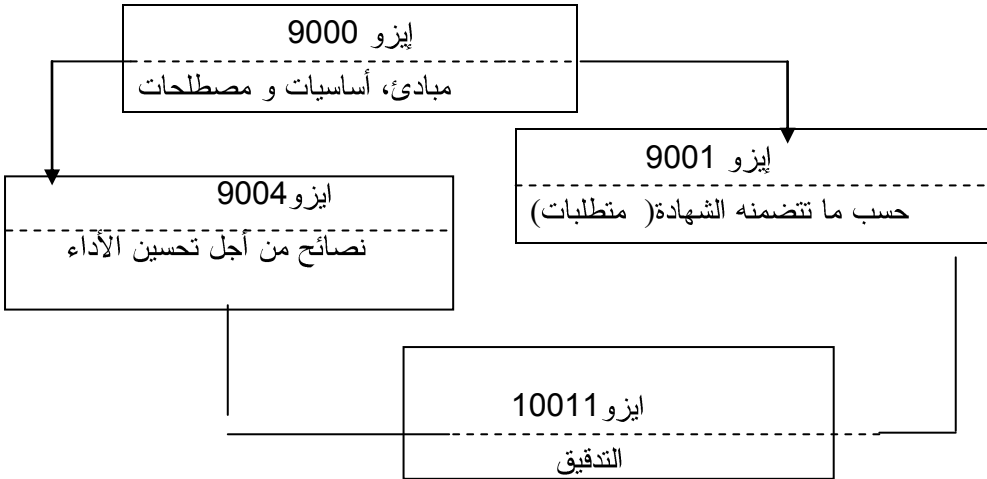 إيزو 9000
مبادئ، أساسيات و مصطلحات
إيزو 9001
حسب ما تتضمنه الشهادة( متطلبات)
ايزو9004
نصائح من أجل تحسين الأداء
ايزو10011
التدقيق